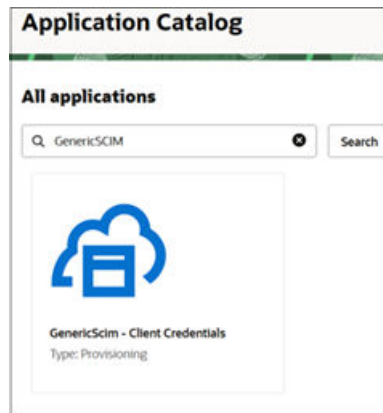 Application Catalog
All applications
GenericSCIM
Search
GenericScim - Client Credentials
Type: Provisioning